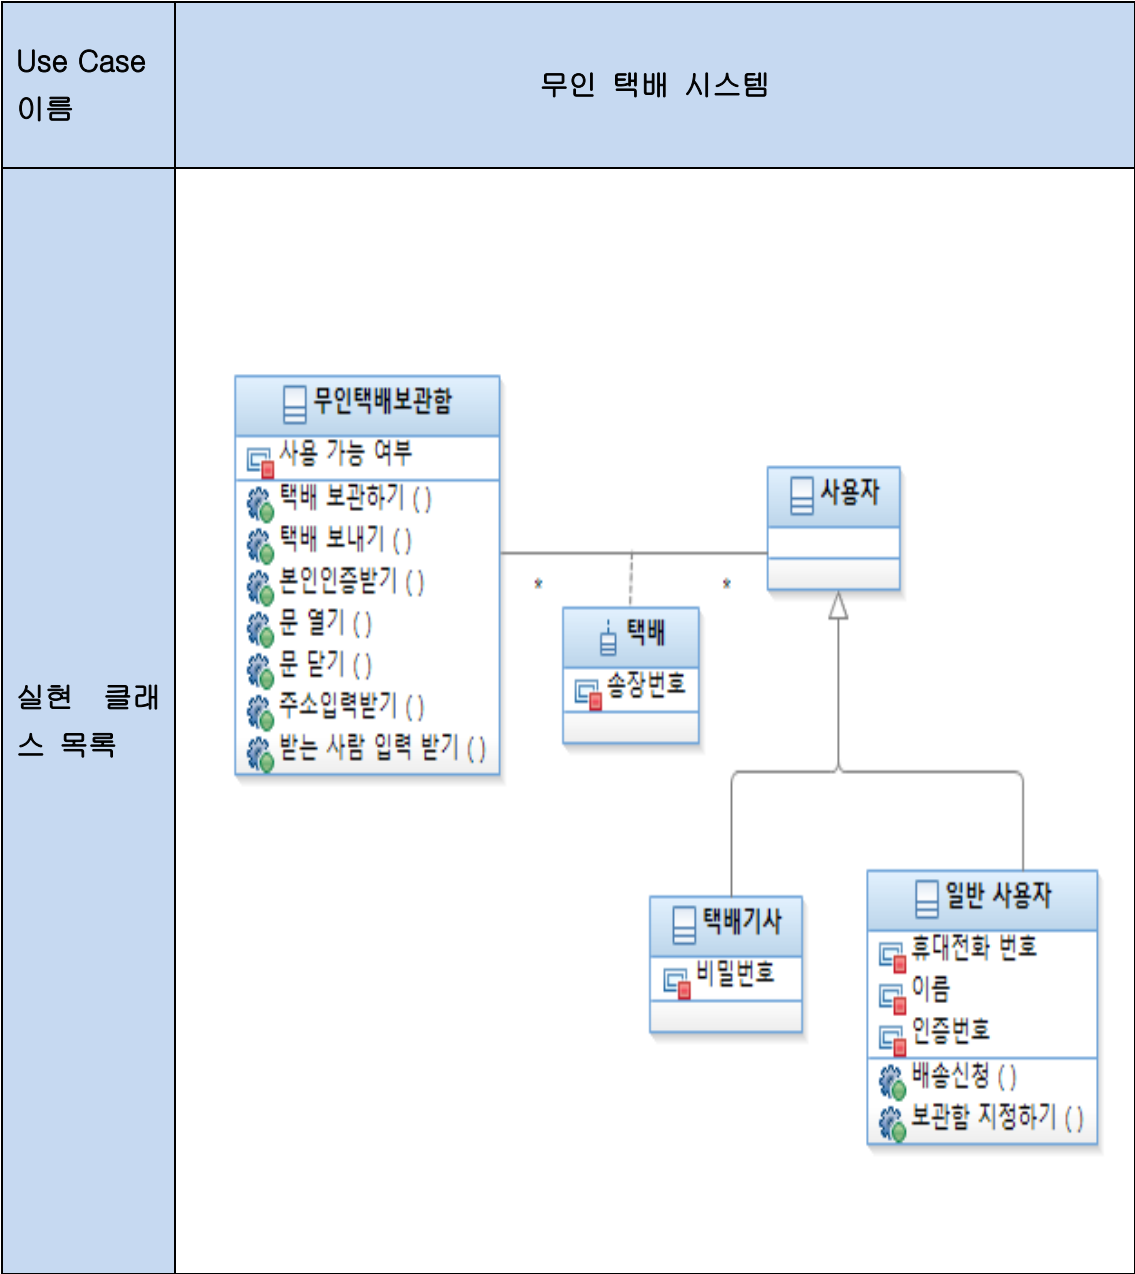 Use Case
이름
무인 택배 시스템
실현 클래
스 목록
무인택배보관함
사용 가능 여부
택배 보관하기 ( )
택배 보내기 ( )
본인인증받기 ( )
문 열기 ( )
문 닫기 ( )
주소입력받기 ( )
받는 사람 입력 받기 ( )
*
*
사용자
택배
송장번호
택배기사
비밀번호
일반 사용자
휴대전화 번호
이름
인증번호
배송신청 ( )
보관함 지정하기 ( )